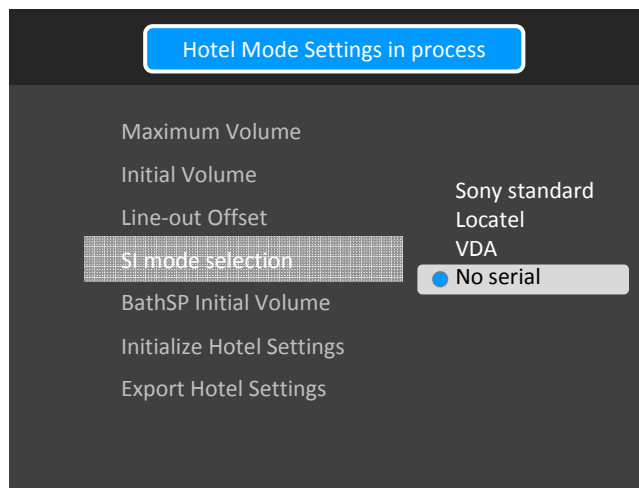 Hotel Mode Settings in process
Maximum Volume
Initial Volume
Line-out Offset
SI mode selection
BathSP Initial Volume
Initialize Hotel Settings
Export Hotel Settings
Sony standard
Locatel
VDA
No serial